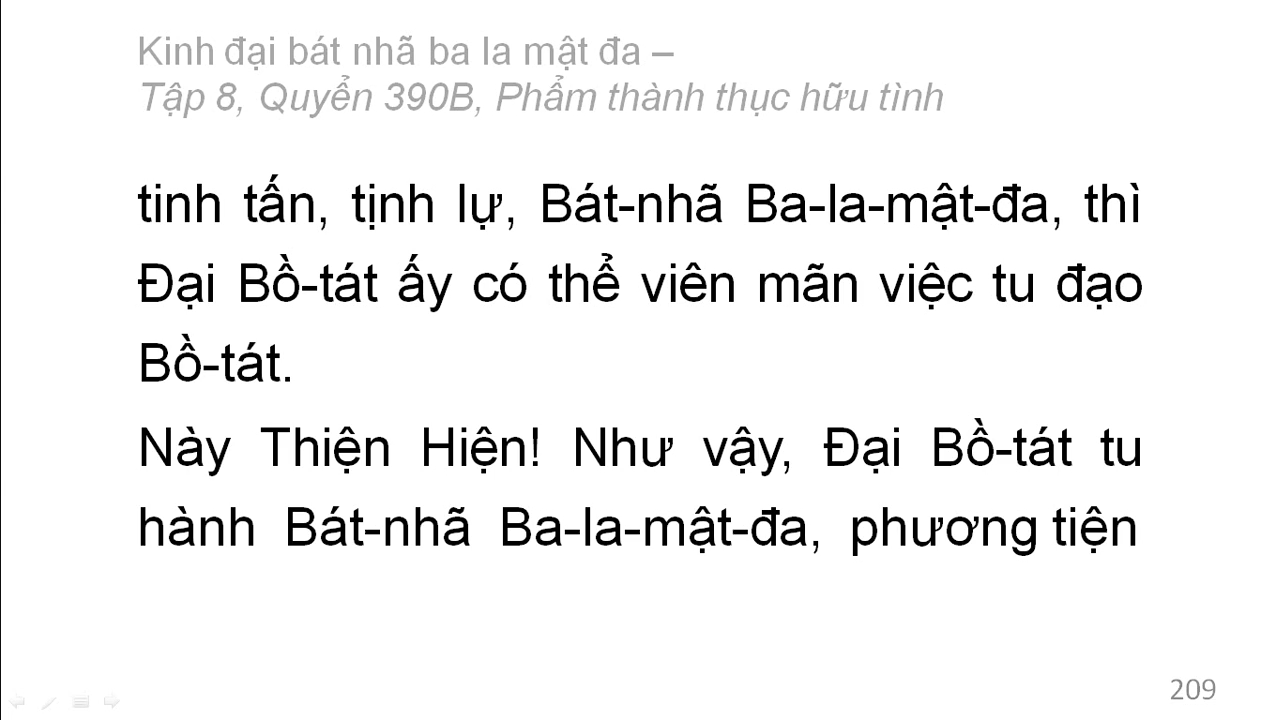 Kinh đại bát nhã ba la mật đa –
Tập 8, Quyển 390B, Phẩm thành thục hữu tình
tinh tấn, tịnh lự, Bát-nhã Ba-la-mật-đa, thì
Đại Bồ-tát ấy có thể viên mãn việc tu đạo
Bồ-tát.
Này Thiện Hiện! Như vậy, Đại Bồ-tát tu
hành Bát-nhã Ba-la-mật-đa, phương tiện
209